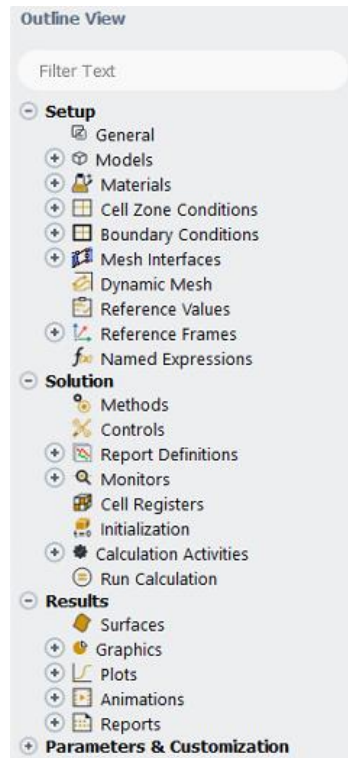 Outline View
Filter Text
Setup
General
Models
Materials
Cell Zone Conditions
Boundary Conditions
Mesh Interfaces
Dynamic Mesh
Reference Values
Reference Frames
fxx Named Expressions
Solution
Methods
Controls
Report Definitions
Monitors
Cell Registers
t=0 Initialization
Calculation Activities
Run Calculation
Results
Surfaces
Graphics
Plots
Animations
Reports
Parameters & Customization